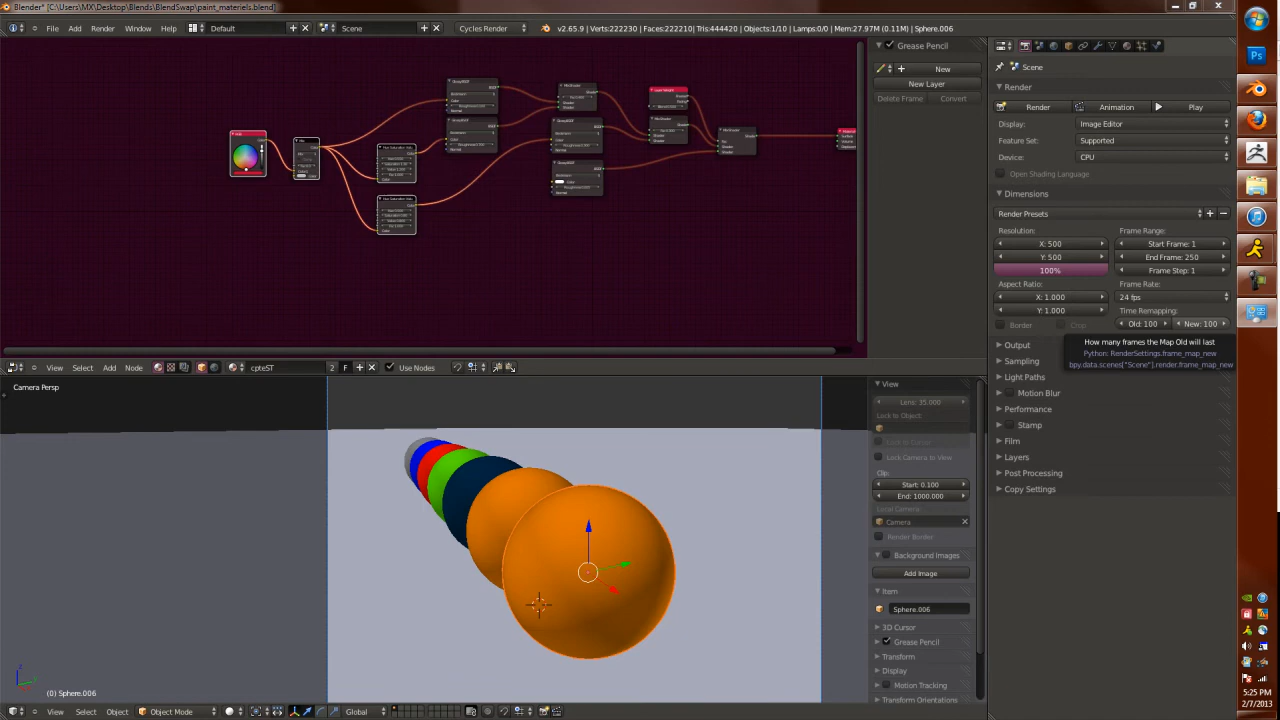 Blender* [C:\Users\MX\Desktop\Blends\BlendSwap\paint_materiels.blend]
File Add Render Window Help Default Scene Cycles Render v2.65.9 | Verts:222230 | Faces:222210 | Tris:444420 | Objects:1/10 | Lamps:0/0 | Mem:27.97M (0.11M) | Sphere.006
Grease Pencil
New
New Layer
Delete Frame Convert
View Select Add Node cpteST 2 F Use Nodes
Camera Persp
(0) Sphere.006
View
Lens: 35.000
Lock to Object:
Lock to Cursor
Lock Camera to View
Clip:
Start: 0.100
End: 1000.000
Local Camera:
Camera
Render Border
Background Images
Add Image
Item
Sphere.006
3D Cursor
Grease Pencil
Transform
Display
Motion Tracking
Transform Orientations
View Select Object Object Mode Global
Scene
Render
Render Animation Play
Display: Image Editor
Feature Set: Supported
Device: CPU
Open Shading Language
Dimensions
Render Presets
Resolution: Frame Range:
X: 500 Start Frame: 1
Y: 500 End Frame: 250
100% Frame Step: 1
Aspect Ratio: Frame Rate:
X: 1.000 24 fps
Y: 1.000 Time Remapping:
Border Crop Old: 100 New: 100
How many frames the Map Old will last
Python: RenderSettings.frame_map_new
bpy.data.scenes["Scene"].render.frame_map_new
Output
Sampling
Light Paths
Motion Blur
Performance
Stamp
Film
Layers
Post Processing
Copy Settings
Ps
5:25 PM
2/7/2013